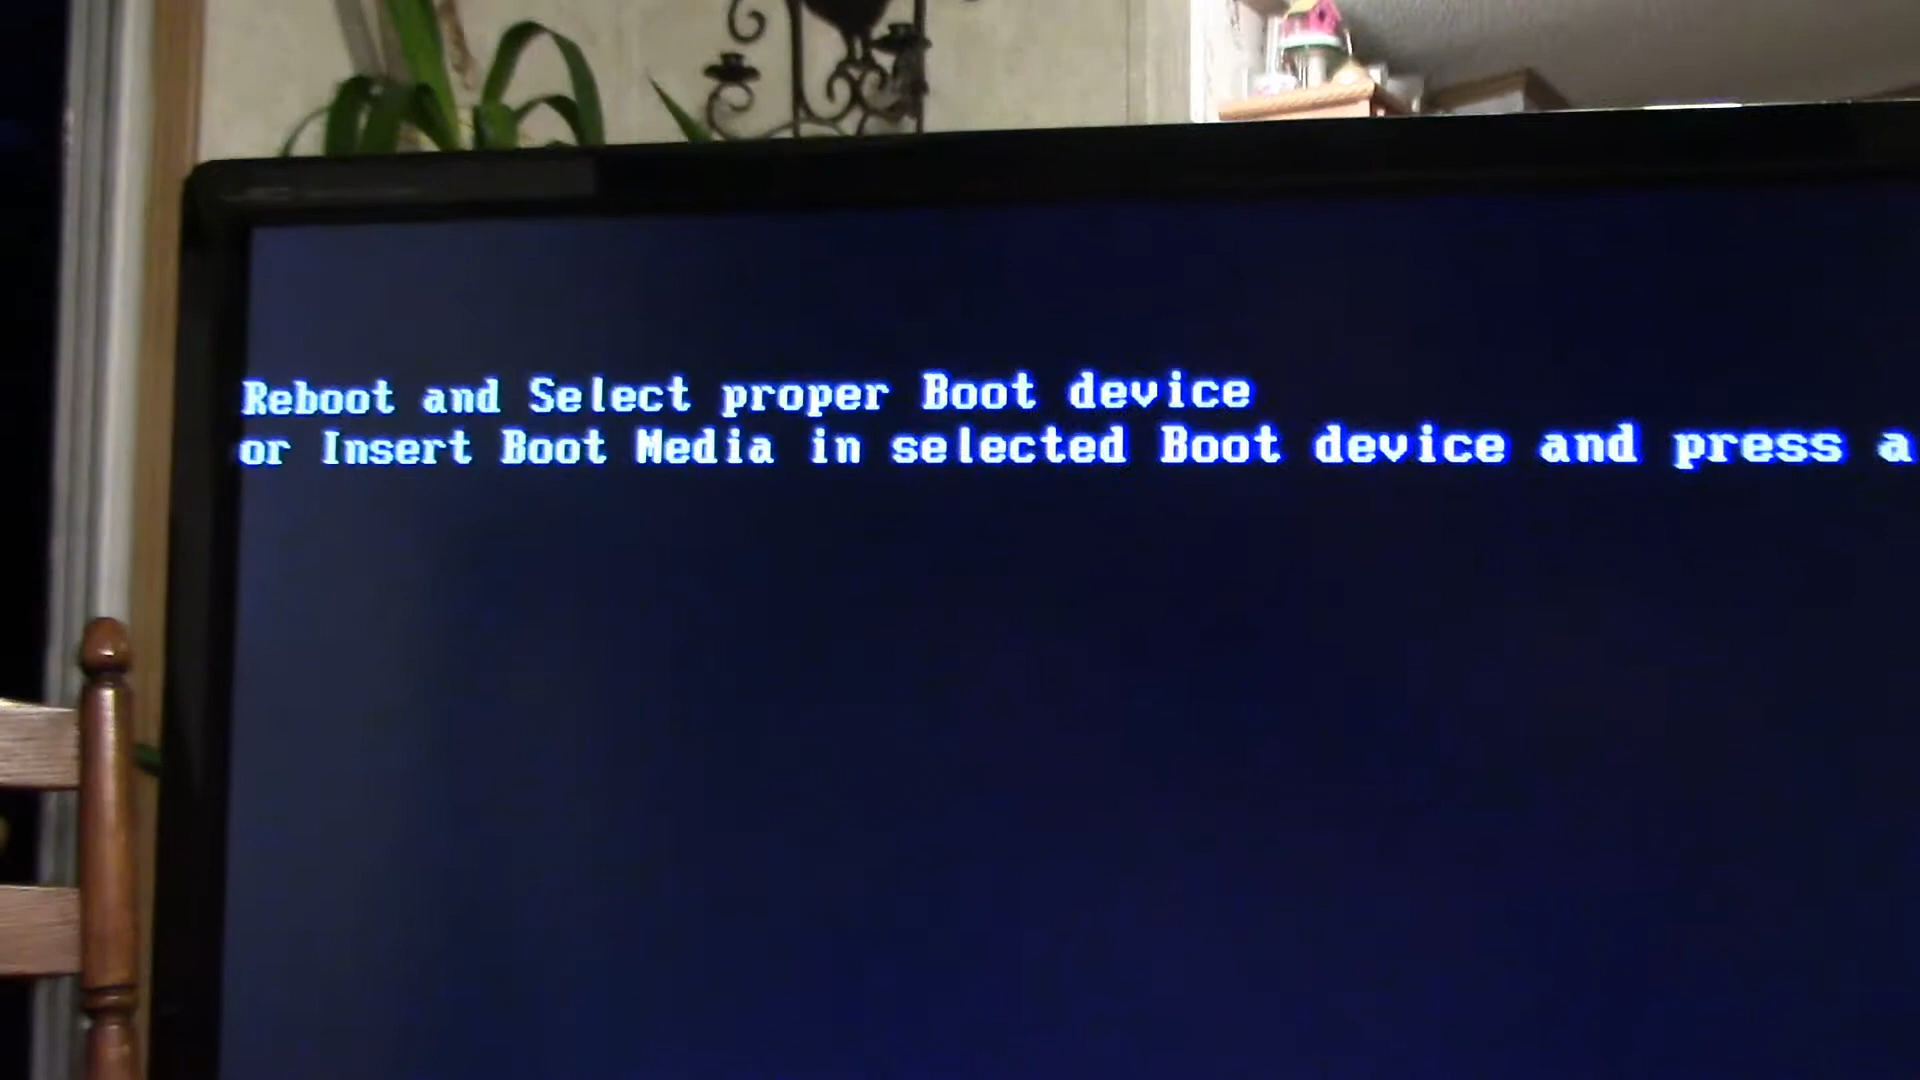 Reboot and Select proper Boot device
or Insert Boot Media in selected Boot device and press a